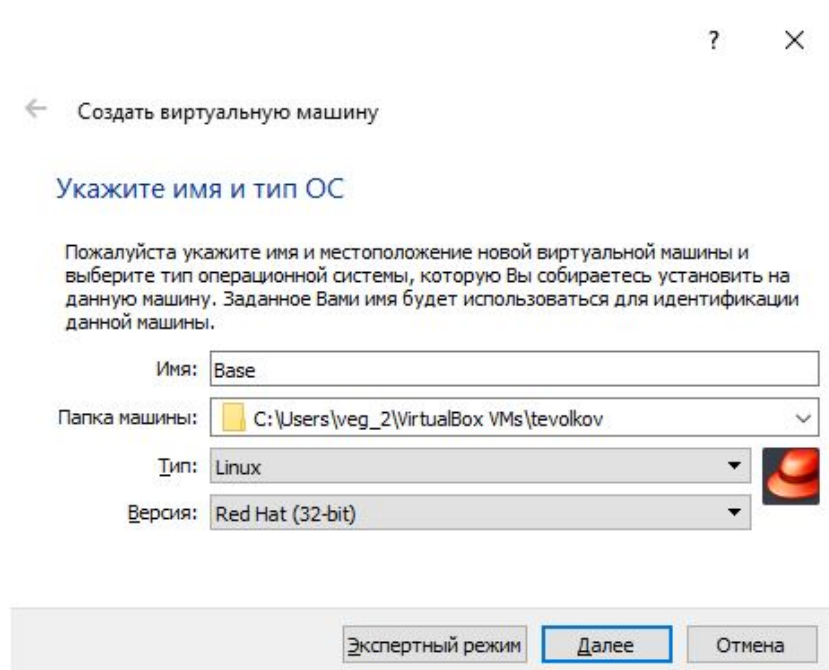 ?
Создать виртуальную машину
Укажите имя и тип ОС
Пожалуйста укажите имя и местоположение новой виртуальной машины и
выберите тип операционной системы, которую Вы собираетесь установить на
данную машину. Заданное Вами имя будет использоваться для идентификации
данной машины.
Имя: Base
Папка машины: C:\Users\veg_2\VirtualBox VMs\tevolkov
Тип: Linux
Версия: Red Hat (32-bit)
Экспертный режим Далее Отмена